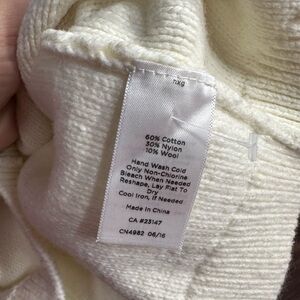 nxg
60% Cotton
30% Nylon
10% Wool
Hand Wash Cold
Only Non-Chlorine
Bleach When Needed
Reshape, Lay Flat To
Dry
Cool Iron, If Needed
Made In China
CA #23147
CN4982 06/16